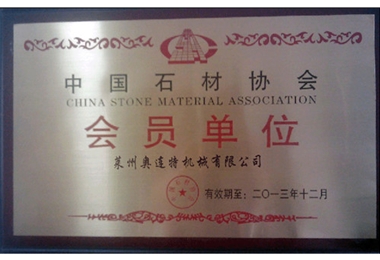 中国石材协会
CHINA STONE MATERIAL ASSOCIATION
会员单位
莱州奥连特机械有限公司
有效期至:二〇一三年十二月